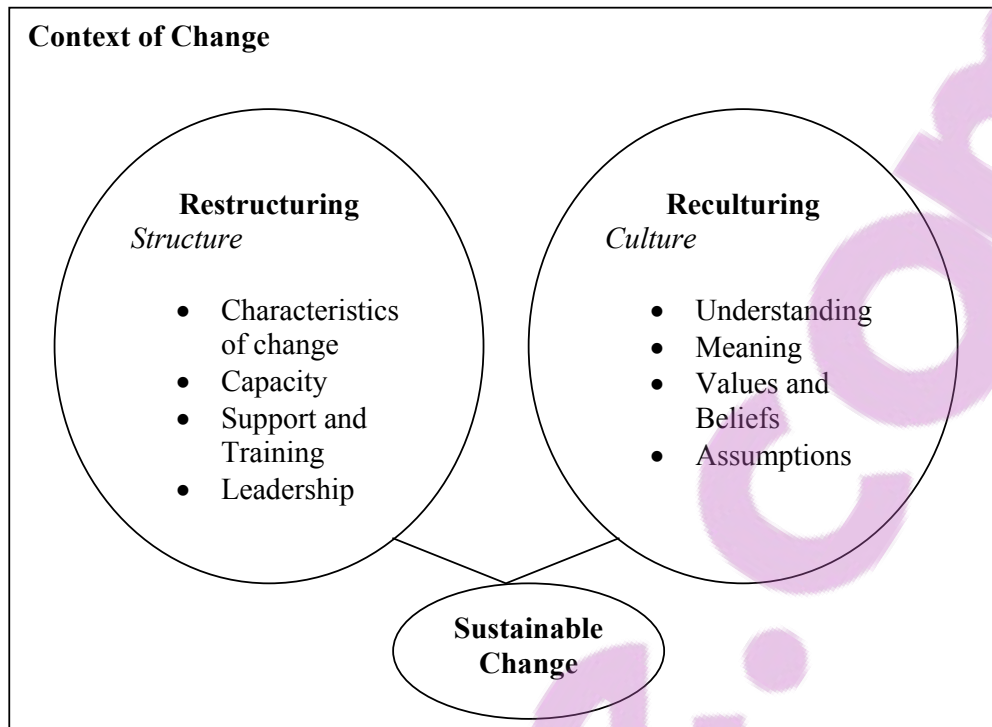 Context of Change
Restructuring
Structure
• Characteristics
of change
• Capacity
• Support and
Training
• Leadership
Reculturing
Culture
• Understanding
• Meaning
• Values and
Beliefs
• Assumptions
Sustainable
Change